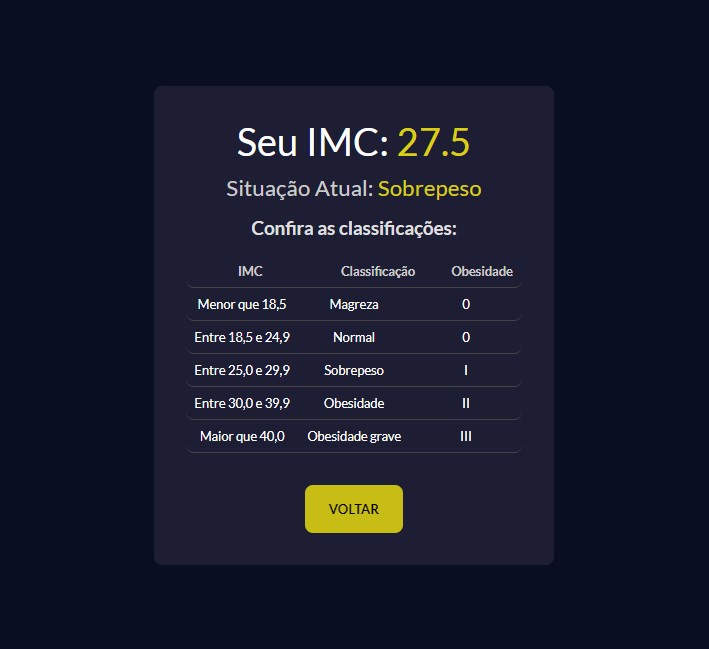 Seu IMC: 27.5
Situação Atual: Sobrepeso
Confira as classificações:
IMC Classificação Obesidade
Menor que 18,5 Magreza 0
Entre 18,5 e 24,9 Normal 0
Entre 25,0 e 29,9 Sobrepeso I
Entre 30,0 e 39,9 Obesidade II
Maior que 40,0 Obesidade grave III
VOLTAR